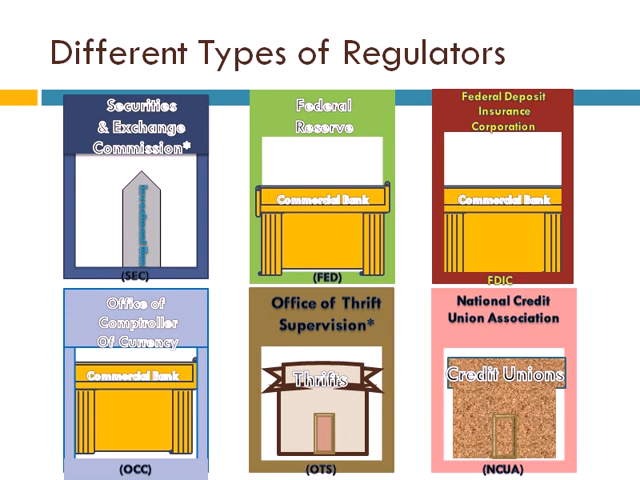 Different Types of Regulators
Securities
& Exchange
Commission*
(SEC)
Federal
Reserve
Commercial Bank
(FED)
Federal Deposit
Insurance
Corporation
Commercial Bank
FDIC
Office of
Comptroller
Of Currency
Commercial Bank
(OCC)
Office of Thrift
Supervision*
Thrifts
(OTS)
National Credit
Union Association
Credit Unions
(NCUA)